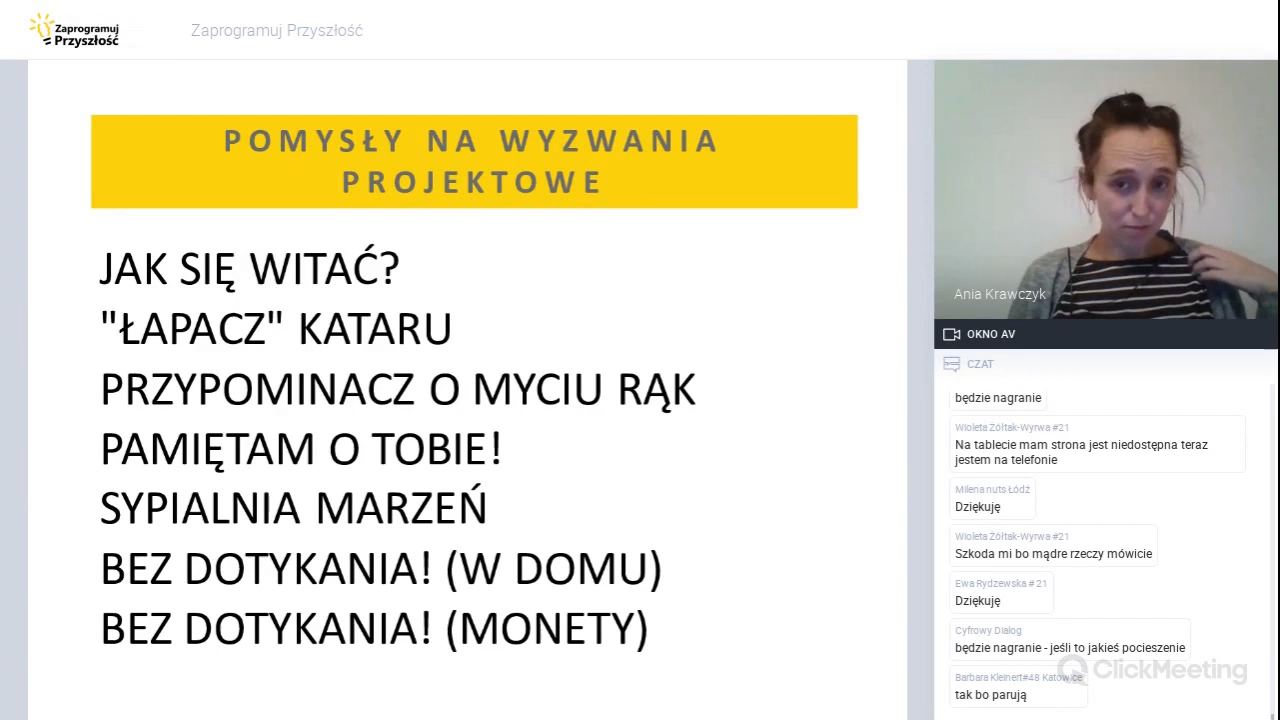 Zaprogramuj
Przyszłość
Zaprogramuj Przyszłość
POMYSŁY NA WYZWANIA
PROJEKTOWE
JAK SIĘ WITAĆ?
"ŁAPACZ" KATARU
PRZYPOMINACZ O MYCIU RĄK
PAMIĘTAM O TOBIE!
SYPIALNIA MARZEŃ
BEZ DOTYKANIA! (W DOMU)
BEZ DOTYKANIA! (MONETY)
Ania Krawczyk
OKNO AV
CZAT
będzie nagranie
Wioleta Żółtak-Wyrwa #21
Na tablecie mam strona jest niedostępna teraz
jestem na telefonie
Milena nuts Łódź
Dziękuję
Wioleta Żółtak-Wyrwa #21
Szkoda mi bo mądre rzeczy mówicie
Ewa Rydzewska # 21
Dziękuję
Cyfrowy Dialog
będzie nagranie - jeśli to jakieś pocieszenie
Barbara Kleinert#48 Katowice
tak bo parują
ClickMeeting